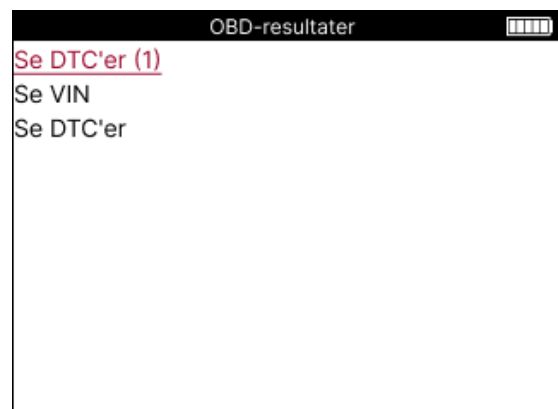 OBD-resultater
Se DTC'er (1)
Se VIN
Se DTC'er